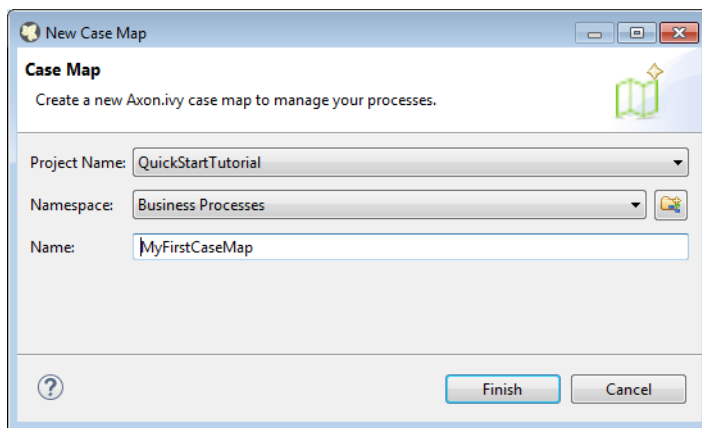 New Case Map
Case Map
Create a new Axon.ivy case map to manage your processes.
Project Name: QuickStartTutorial
Namespace: Business Processes
Name: MyFirstCaseMap
?
Finish Cancel